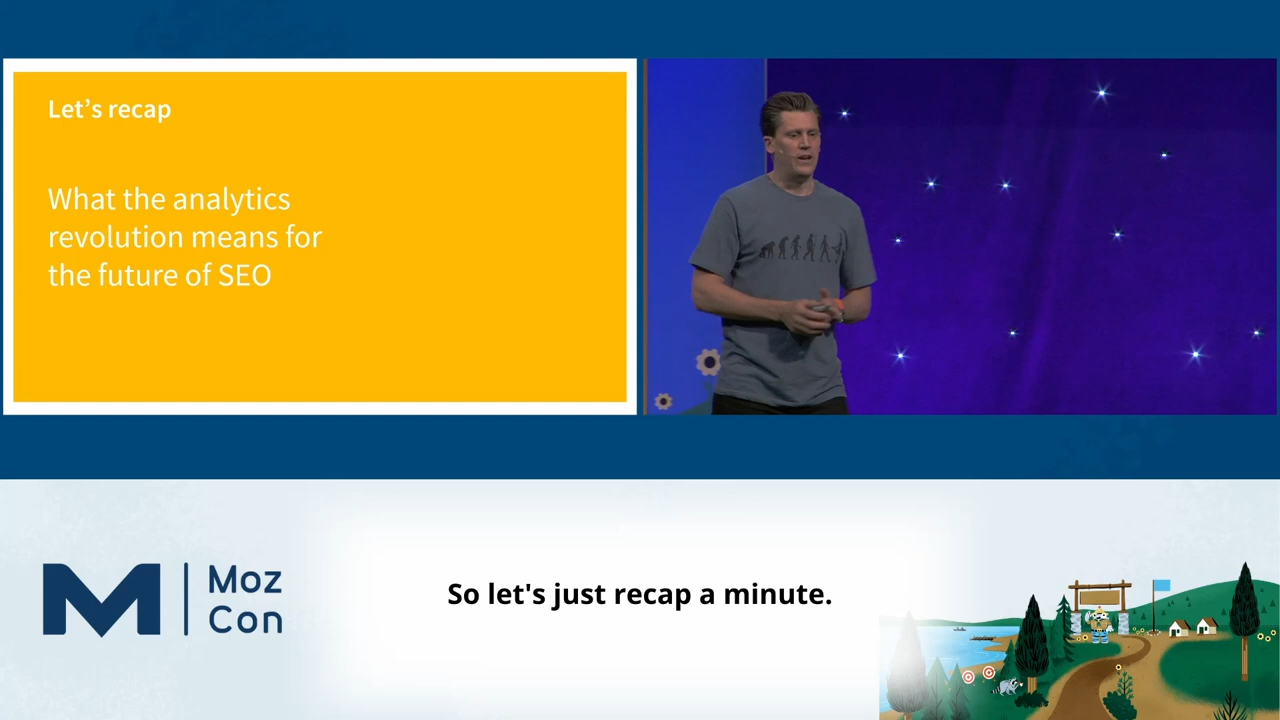 Let’s recap
What the analytics
revolution means for
the future of SEO
Moz
Con
So let's just recap a minute.